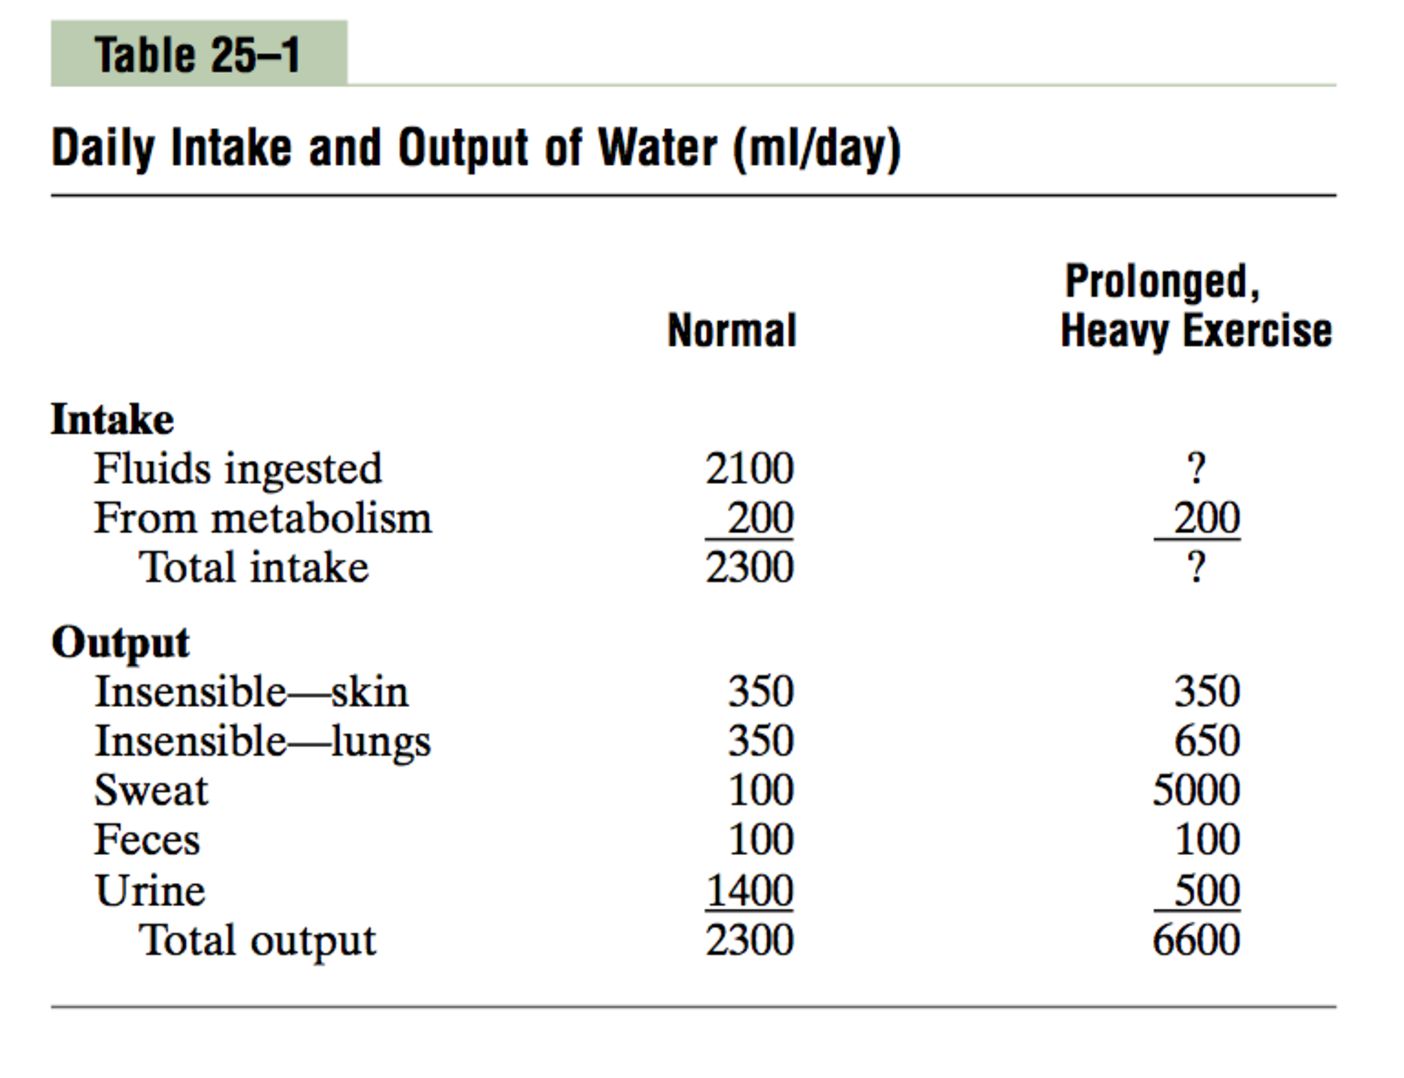 Table 25–1
Daily Intake and Output of Water (ml/day)
Prolonged,
Normal Heavy Exercise
Intake
Fluids ingested 2100 ?
From metabolism 200 200
Total intake 2300 ?
Output
Insensible—skin 350 350
Insensible—lungs 350 650
Sweat 100 5000
Feces 100 100
Urine 1400 500
Total output 2300 6600